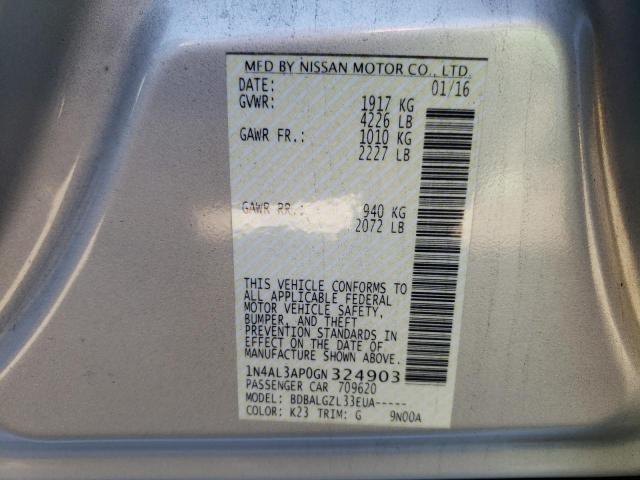 MFD BY NISSAN MOTOR CO., LTD.
DATE: 01/16
GVWR: 1917 KG
4226 LB
GAWR FR.: 1010 KG
2227 LB
GAWR RR.: 940 KG
2072 LB
THIS VEHICLE CONFORMS TO
ALL APPLICABLE FEDERAL
MOTOR VEHICLE SAFETY,
BUMPER, AND THEFT
PREVENTION STANDARDS IN
EFFECT ON THE DATE OF
MANUFACTURE SHOWN ABOVE.
1N4AL3AP0GN324903
PASSENGER CAR 709620
MODEL: BDBALGZL33EUA-----
COLOR: K23 TRIM: G 9N00A